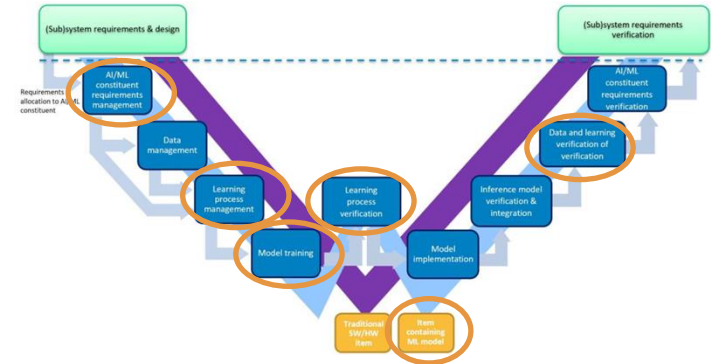 (Sub)system requirements & design
(Sub)system requirements
verification
Requirements
allocation to AI/ML
constituent
AI/ML
constituent
requirements
management
AI/ML
constituent
requirements
verification
Data
management
Data and learning
verification of
verification
Learning
process
management
Learning
process
verification
Inference model
verification &
integration
Model training
Model
implementation
Traditional
SW/HW
item
Item
containing
ML model